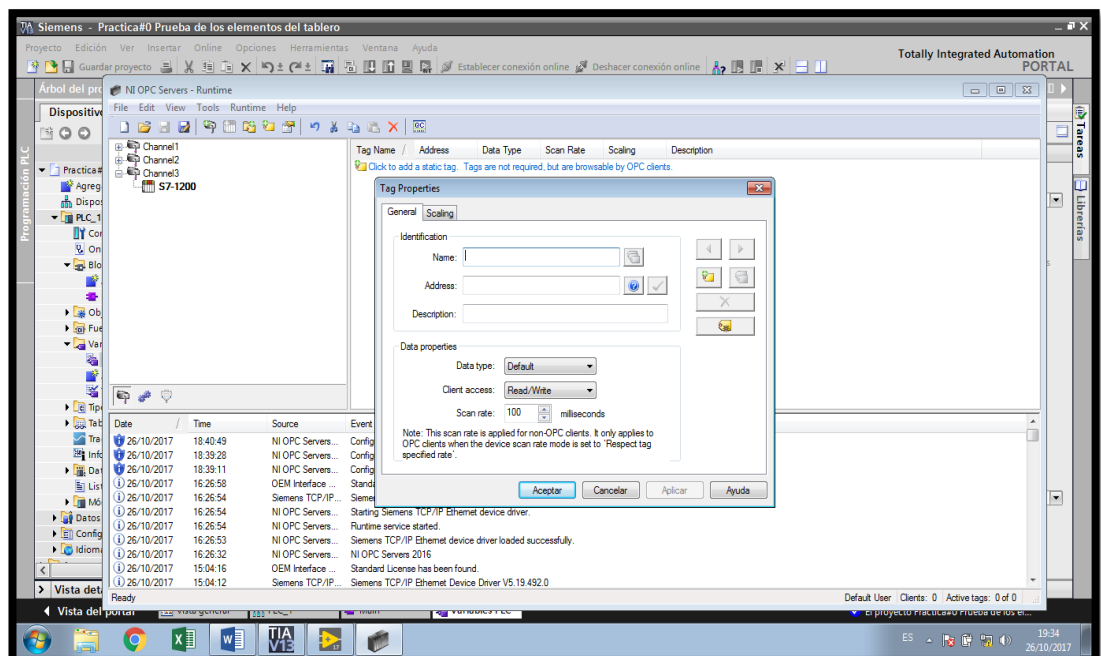 Siemens - Practica#0 Prueba de los elementos del tablero
Proyecto Edición Ver Insertar Online Opciones Herramientas Ventana Ayuda
Totally Integrated Automation
PORTAL
Guardar proyecto
Establecer conexión online
Deshacer conexión online
Árbol del pro
Dispositiv
Programación PLC
Practica#
Agreg
Dispos
PLC_1
Cor
On
Blo
Ob
Fue
Var
Tipo
Tab
Tra
Info
Dat
List
Mó
Datos
Config
Idioma
Vista det
Tareas
Librerías
NI OPC Servers - Runtime
File Edit View Tools Runtime Help
Channel1
Channel2
Channel3
S7-1200
Tag Name / Address Data Type Scan Rate Scaling Description
Click to add a static tag. Tags are not required, but are browsable by OPC clients.
Tag Properties
General Scaling
Identification
Name:
Address:
Description:
Data properties
Data type: Default
Client access: Read/Write
Scan rate: 100 milliseconds
Note: This scan rate is applied for non-OPC clients. It only applies to
OPC clients when the device scan rate mode is set to 'Respect tag
specified rate'.
Aceptar Cancelar Aplicar Ayuda
Date / Time Source Event
26/10/2017 18:40:49 NI OPC Servers... Config
26/10/2017 18:39:28 NI OPC Servers... Config
26/10/2017 18:39:11 NI OPC Servers... Config
26/10/2017 16:26:58 OEM Interface ... Standa
26/10/2017 16:26:54 Siemens TCP/IP... Sieme
26/10/2017 16:26:54 NI OPC Servers... Starting Siemens TCP/IP Ethernet device driver.
26/10/2017 16:26:54 NI OPC Servers... Runtime service started.
26/10/2017 16:26:53 NI OPC Servers... Siemens TCP/IP Ethernet device driver loaded successfully.
26/10/2017 16:26:32 NI OPC Servers... NI OPC Servers 2016
26/10/2017 15:04:16 OEM Interface ... Standard License has been found.
26/10/2017 15:04:12 Siemens TCP/IP... Siemens TCP/IP Ethernet Device Driver V5.19.492.0
Ready
Default User Clients: 0 Active tags: 0 of 0
Vista del portal Vista general PLC_1 Main Variables PLC
El proyecto Practica#0 Prueba de los el...
TIA
V13
ES
19:34
26/10/2017